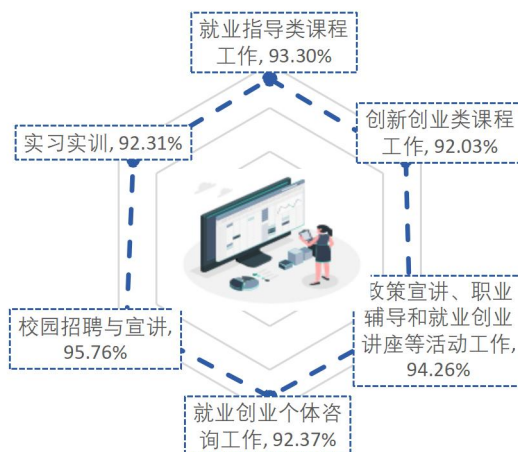 就业指导类课程
工作, 93.30%
创新创业类课程
工作, 92.03%
政策宣讲、职业
辅导和就业创业
讲座等活动工作,
94.26%
就业创业个体咨
询工作, 92.37%
校园招聘与宣讲,
95.76%
实习实训, 92.31%